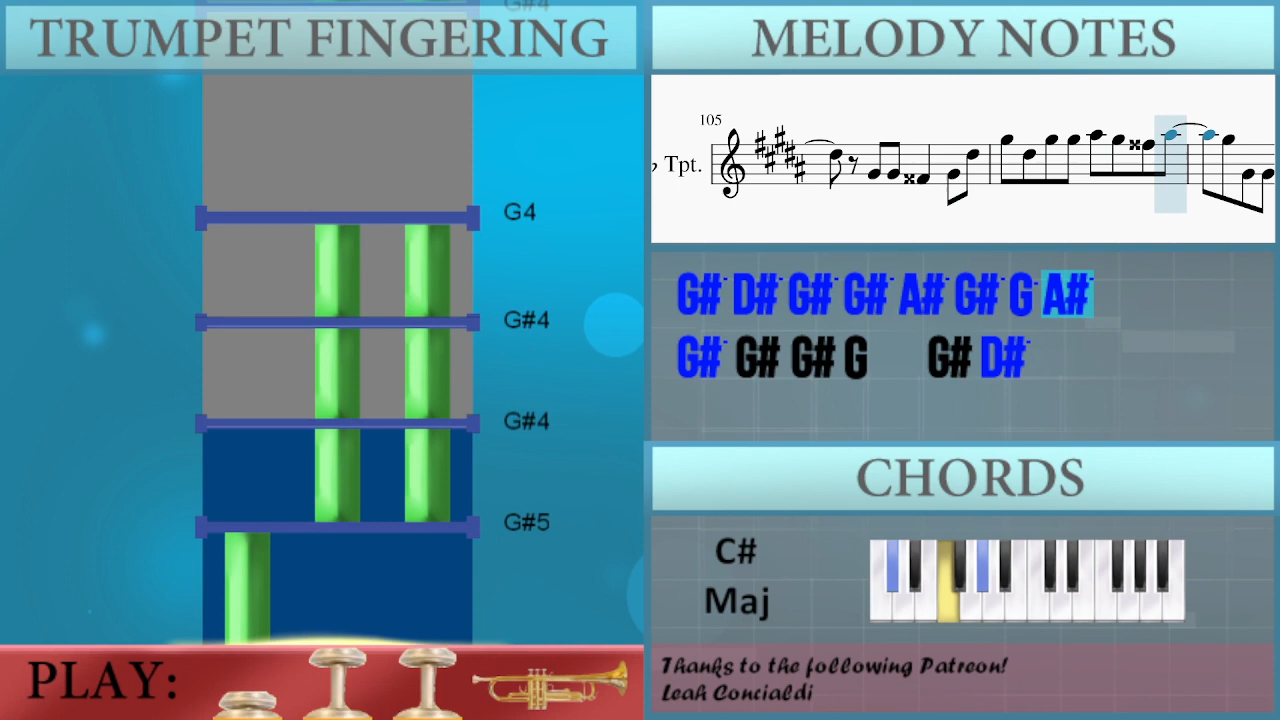 G#4
TRUMPET FINGERING
G4
G#4
G#4
G#5
PLAY:
MELODY NOTES
105
♭ Tpt.
G#˙ D#˙ G#˙ G#˙ A#˙ G#˙ G˙ A#˙
G#˙ G# G# G G# D#˙
CHORDS
C#
Maj
Thanks to the following Patreon!
Leah Concialdi